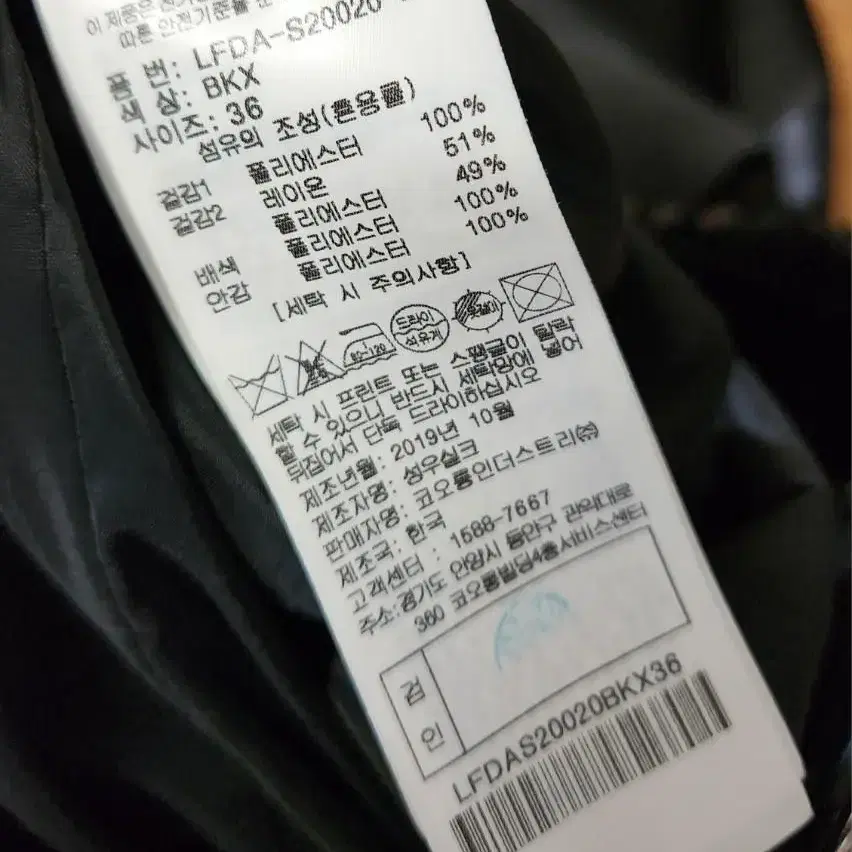 이 제품은
따른 안전기준을
품 번: LFDA-S20020
색 상: BKX
사이즈: 36
섬유의 조성(혼용률)
겉감1 폴리에스터 100%
겉감2 레이온 51%
폴리에스터 49%
배색 폴리에스터 100%
안감 폴리에스터 100%
[세탁 시 주의사항]
80~120 드라이 석유계
세탁 시 프린트 또는 스팽글이 탈락
할 수 있으니 반드시 세탁망에 넣어
뒤집어서 단독 드라이하십시오
제조년월: 2019년 10월
제조자명: 성우실크
판매자명: 코오롱인더스트리㈜
제조국: 한국
고객센터 : 1588-7667
주소:경기도 안양시 동안구 관악대로
360 코오롱빌딩4층서비스센터
검인
LFDAS20020BKX36